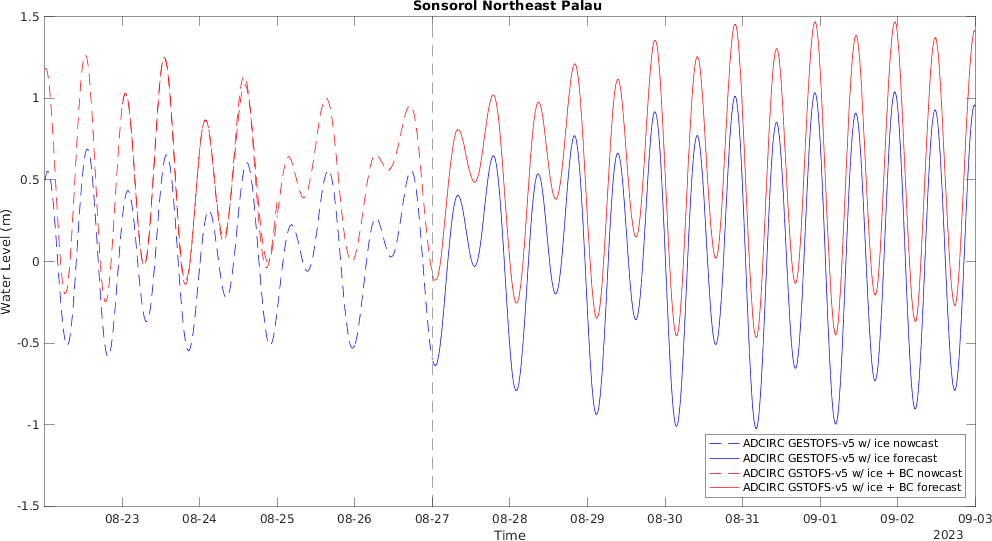 Sonsorol Northeast Palau
1.5
1
0.5
0
-0.5
-1
-1.5
Water Level (m)
ADCIRC GESTOFS-v5 w/ ice nowcast
ADCIRC GESTOFS-v5 w/ ice forecast
ADCIRC GSTOFS-v5 w/ ice + BC nowcast
ADCIRC GSTOFS-v5 w/ ice + BC forecast
08-23 08-24 08-25 08-26 08-27 08-28 08-29 08-30 08-31 09-01 09-02 09-03
Time
2023